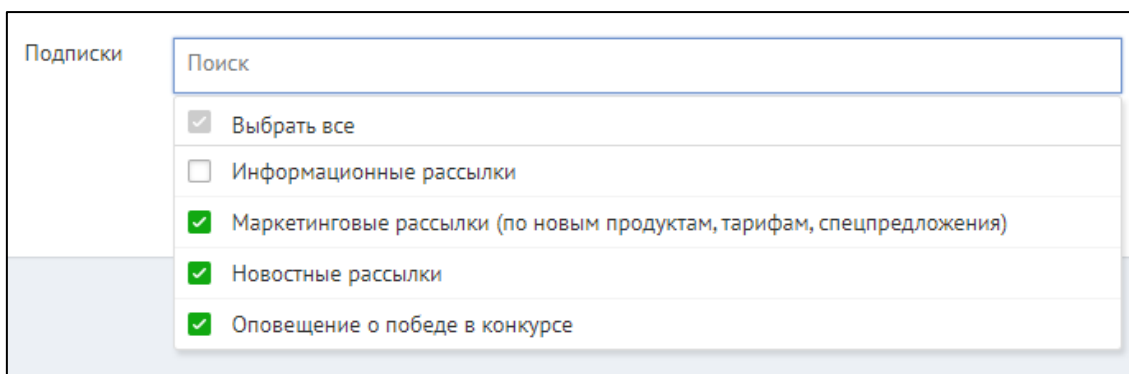 Подписки
Поиск
Выбрать все
Информационные рассылки
Маркетинговые рассылки (по новым продуктам, тарифам, спецпредложения)
Новостные рассылки
Оповещение о победе в конкурсе